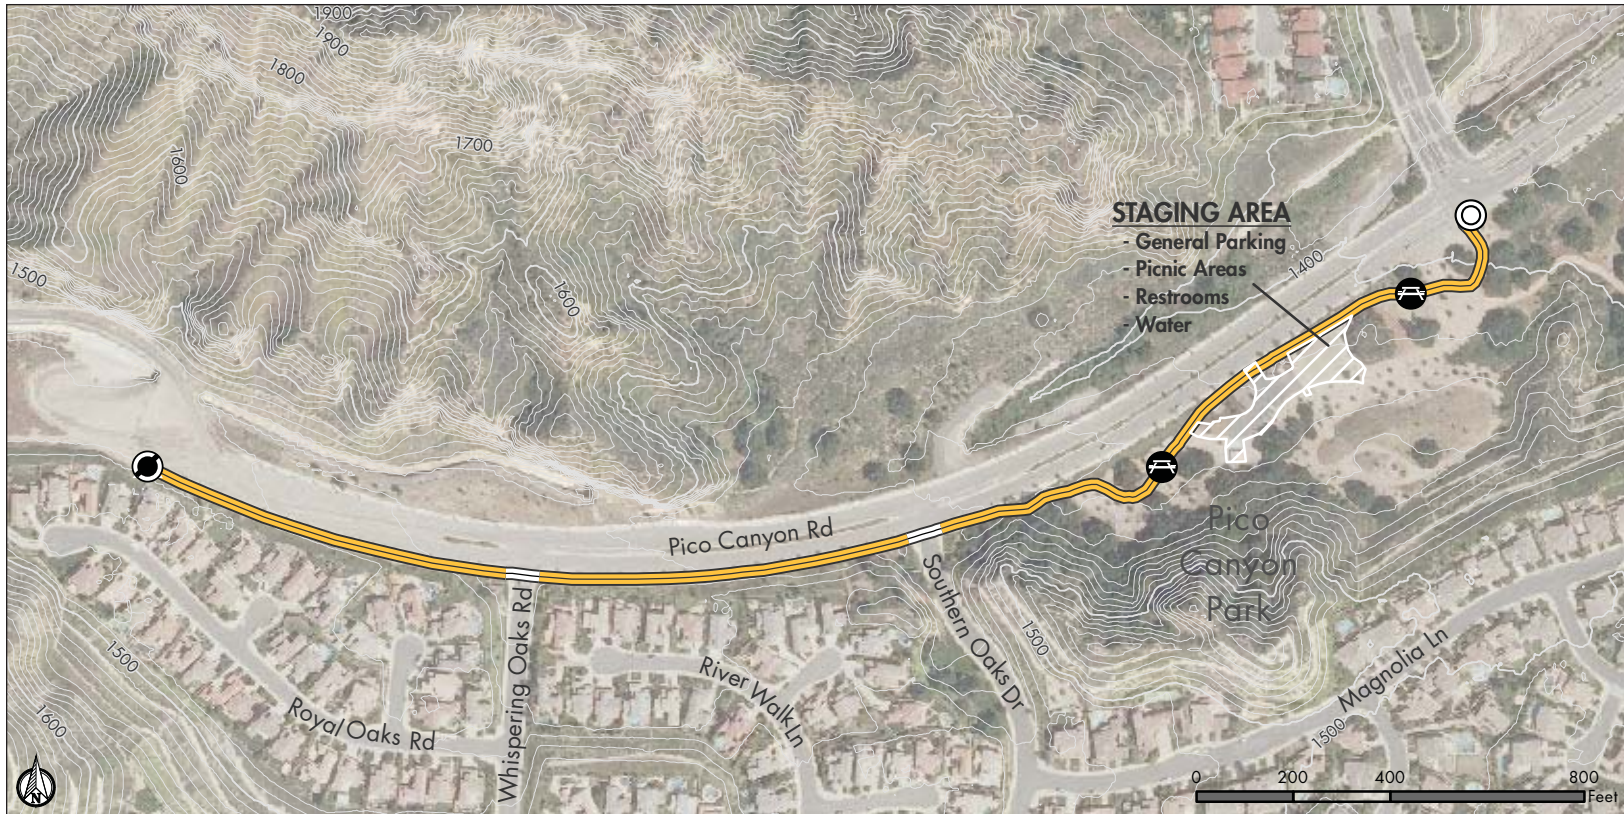 1900
1900
1800
1700
1600
1500
1600
STAGING AREA
- General Parking
- Picnic Areas
- Restrooms
- Water
1400
Pico Canyon Rd
Pico
Canyon
Park
Southern Oaks Dr
1500
Whispering Oaks Rd
River Walk Ln
Magnolia Ln
1500
1500
Royal Oaks Rd
1600
N
0 200 400 800
Feet